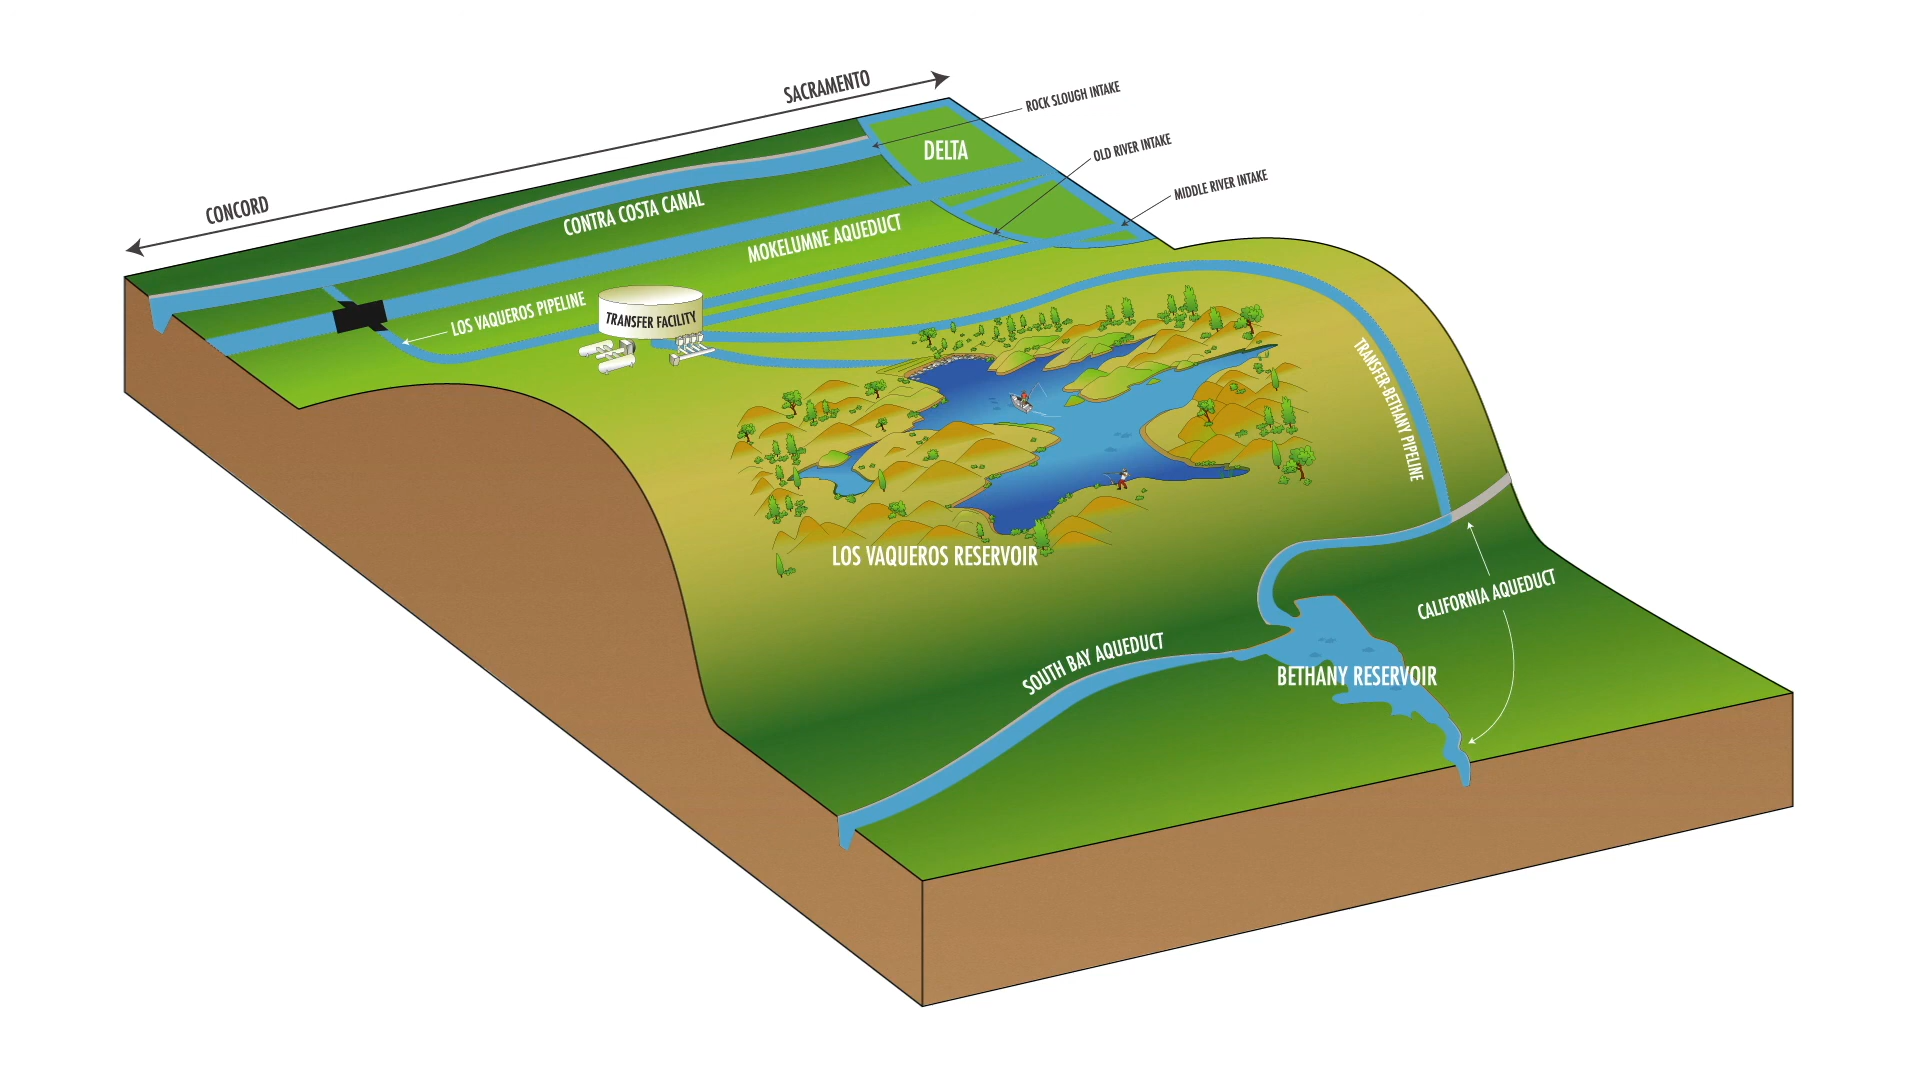 SACRAMENTO
CONCORD
ROCK SLOUGH INTAKE
OLD RIVER INTAKE
MIDDLE RIVER INTAKE
DELTA
CONTRA COSTA CANAL
MOKELUMNE AQUEDUCT
LOS VAQUEROS PIPELINE
TRANSFER FACILITY
TRANSFER-BETHANY PIPELINE
LOS VAQUEROS RESERVOIR
CALIFORNIA AQUEDUCT
SOUTH BAY AQUEDUCT
BETHANY RESERVOIR